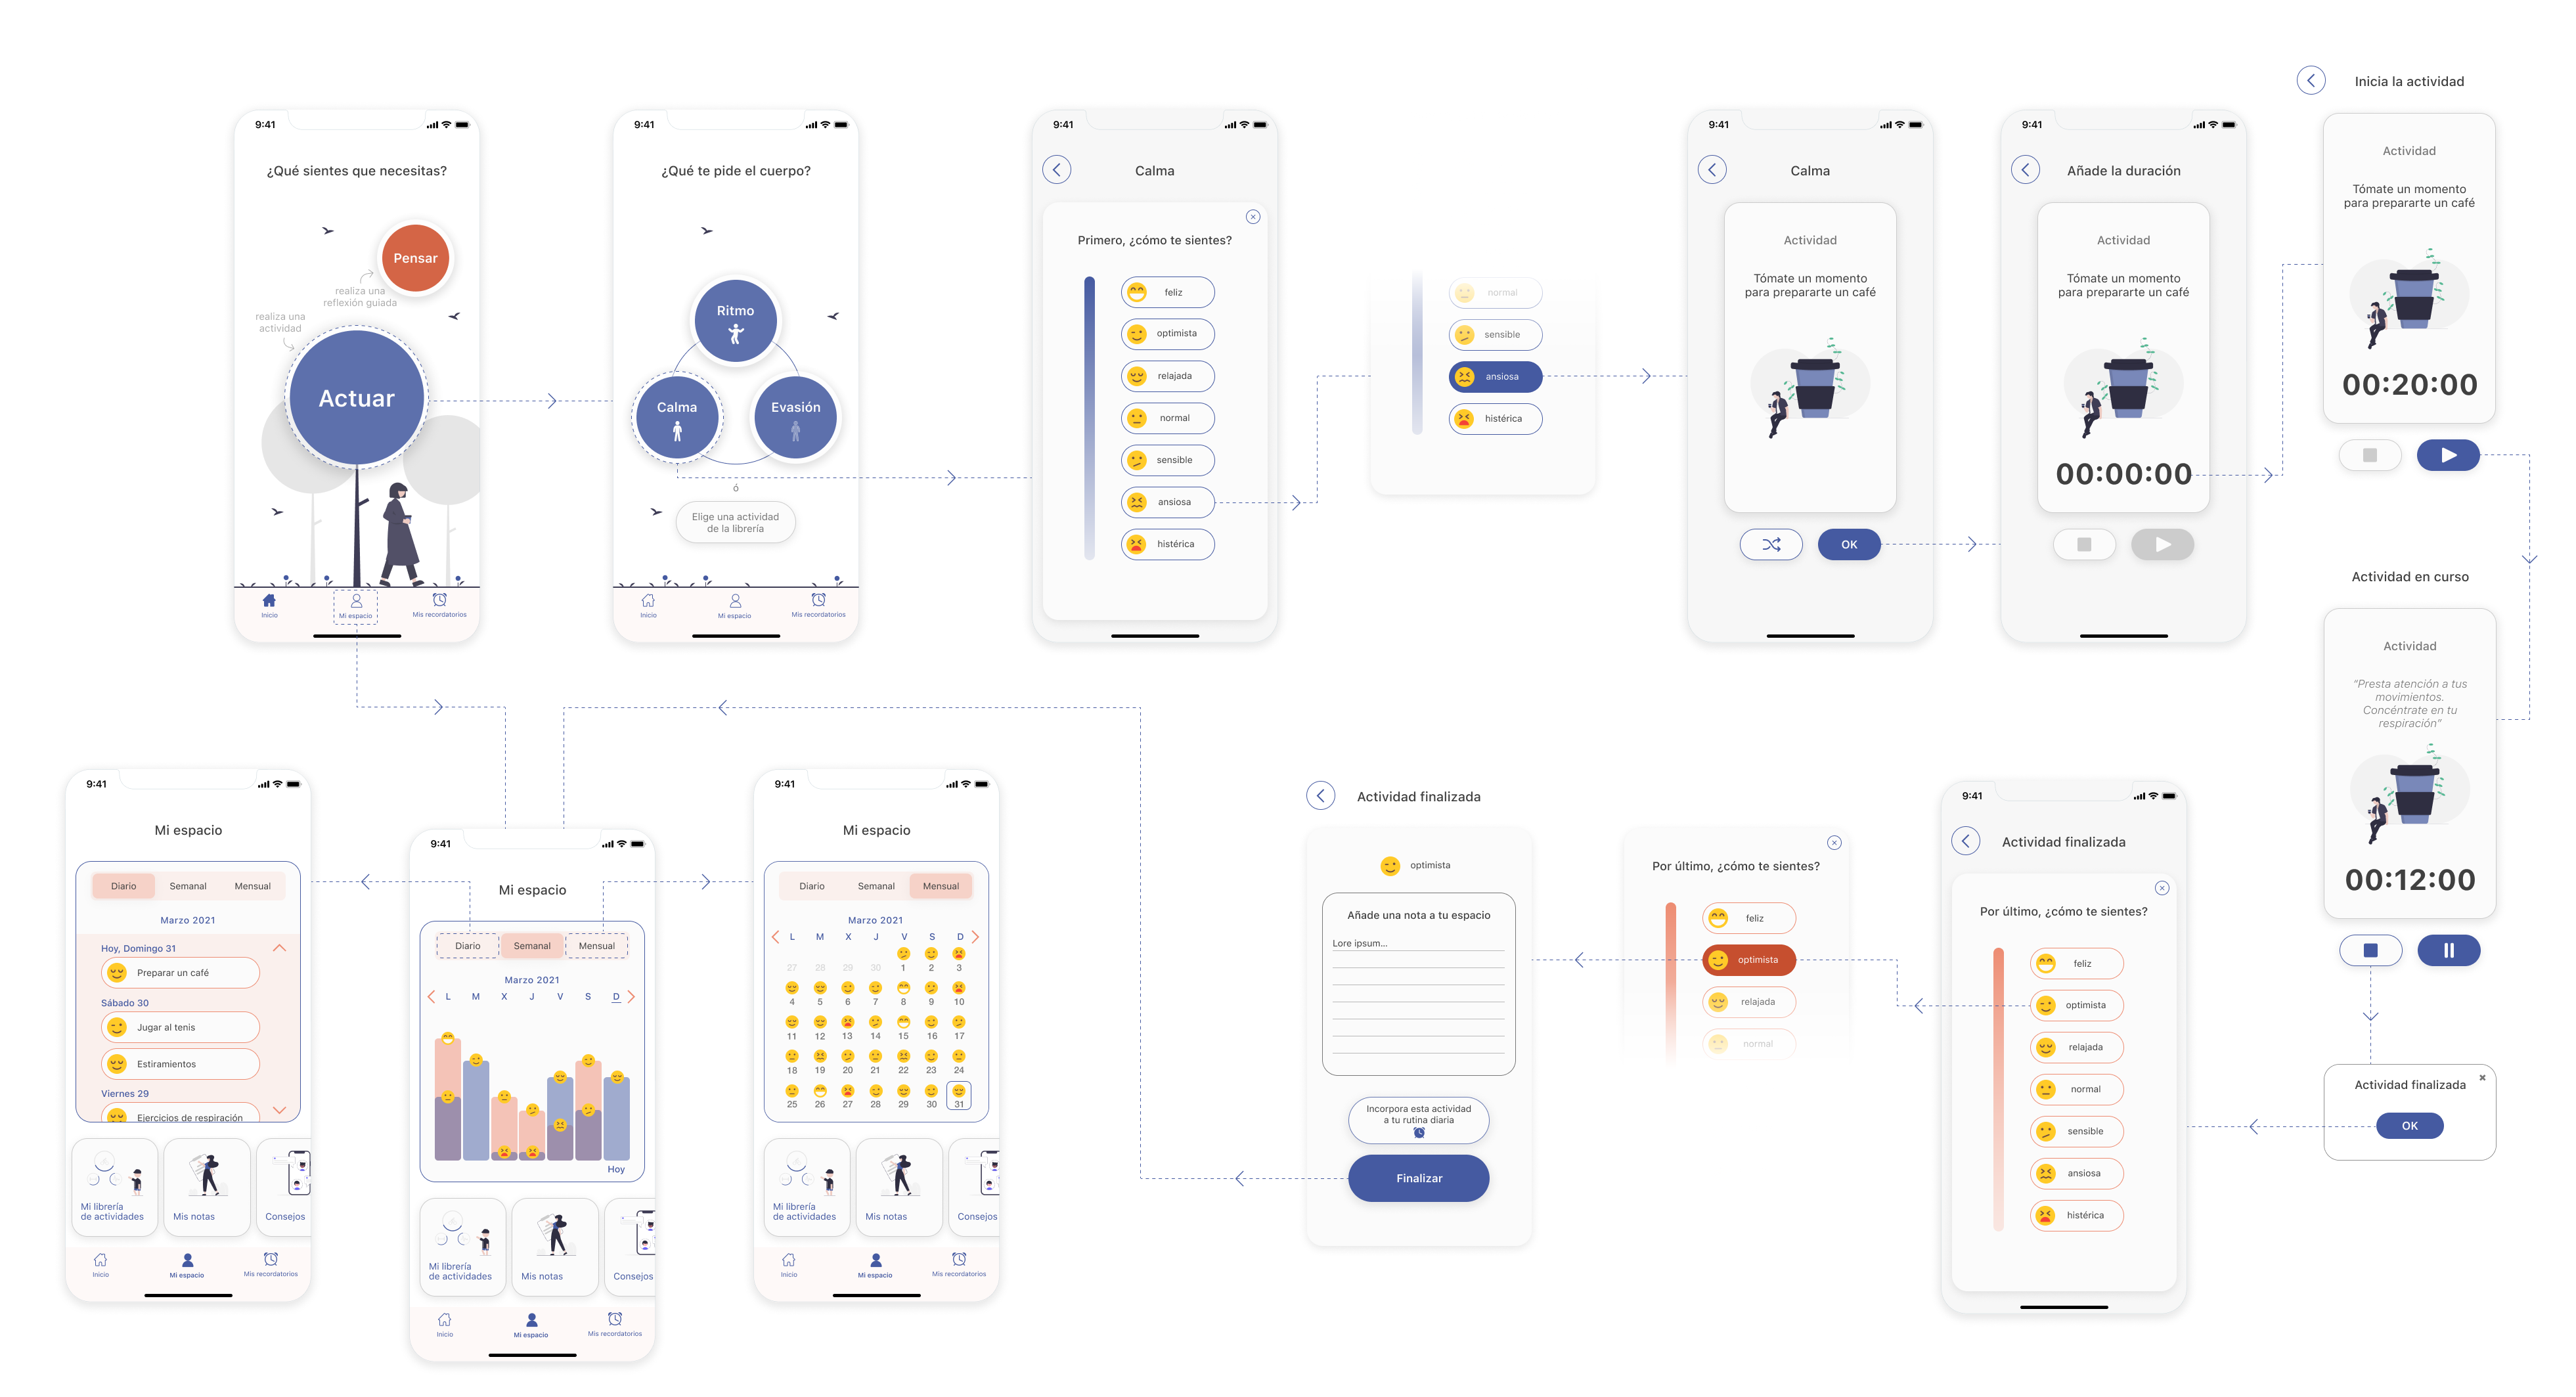 9:41
¿Qué sientes que necesitas?
Pensar
realiza una
reflexión guiada
realiza una
actividad
Actuar
Inicio
Mi espacio
Mis recordatorios
9:41
¿Qué te pide el cuerpo?
Ritmo
Calma
Evasión
ó
Elige una actividad
de la librería
Inicio
Mi espacio
Mis recordatorios
9:41
Calma
Primero, ¿cómo te sientes?
feliz
optimista
relajada
normal
sensible
ansiosa
histérica
normal
sensible
ansiosa
histérica
9:41
Calma
Actividad
Tómate un momento
para prepararte un café
OK
9:41
Añade la duración
Actividad
Tómate un momento
para prepararte un café
00:00:00
Inicia la actividad
Actividad
Tómate un momento
para prepararte un café
00:20:00
Actividad en curso
Actividad
"Presta atención a tus
movimientos.
Concéntrate en tu
respiración"
00:12:00
Actividad finalizada
OK
9:41
Actividad finalizada
Por último, ¿cómo te sientes?
feliz
optimista
relajada
normal
sensible
ansiosa
histérica
Por último, ¿cómo te sientes?
feliz
optimista
relajada
normal
Actividad finalizada
optimista
Añade una nota a tu espacio
Lore ipsum...
Incorpora esta actividad
a tu rutina diaria
Finalizar
9:41
Mi espacio
Diario Semanal Mensual
Marzo 2021
Hoy, Domingo 31
Preparar un café
Sábado 30
Jugar al tenis
Estiramientos
Viernes 29
Ejercicios de respiración
Mi librería
de actividades
Mis notas
Consejos
Inicio
Mi espacio
Mis recordatorios
9:41
Mi espacio
Diario Semanal Mensual
Marzo 2021
L M X J V S D
Hoy
Mi librería
de actividades
Mis notas
Consejos
Inicio
Mi espacio
Mis recordatorios
9:41
Mi espacio
Diario Semanal Mensual
Marzo 2021
L M X J V S D
27 28 29 30 1 2 3
4 5 6 7 8 9 10
11 12 13 14 15 16 17
18 19 20 21 22 23 24
25 26 27 28 29 30 31
Mi librería
de actividades
Mis notas
Consejos
Inicio
Mi espacio
Mis recordatorios